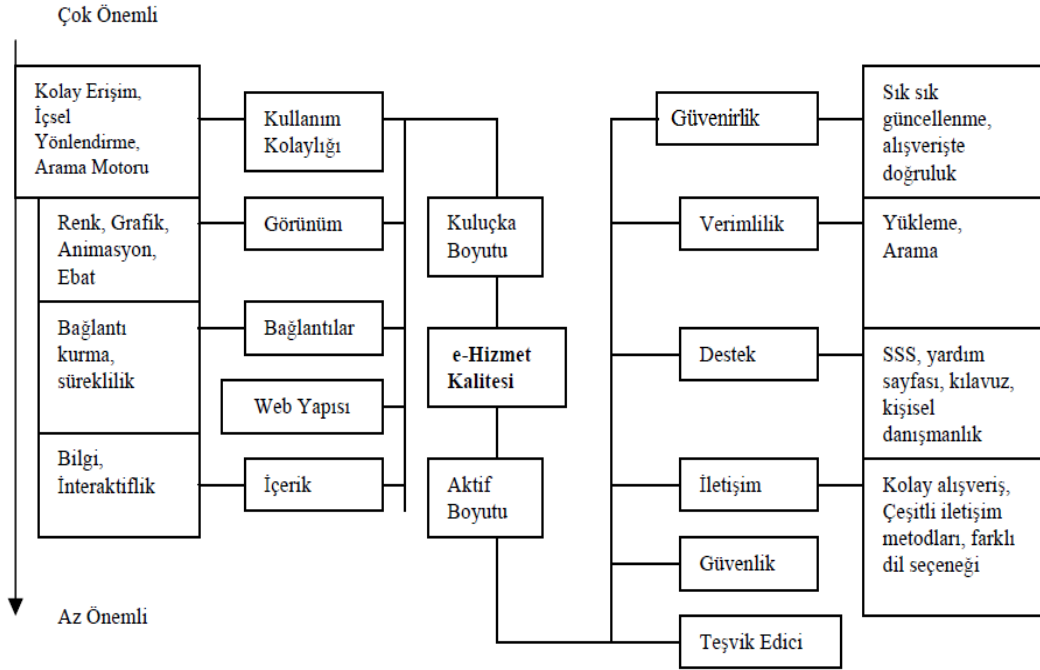 Çok Önemli
Kolay Erişim,
İçsel
Yönlendirme,
Arama Motoru
Renk, Grafik,
Animasyon,
Ebat
Bağlantı
kurma,
süreklilik
Bilgi,
İnteraktiflik
Az Önemli
Kullanım
Kolaylığı
Görünüm
Bağlantılar
Web Yapısı
İçerik
Kuluçka
Boyutu
e-Hizmet
Kalitesi
Aktif
Boyutu
Güvenirlik
Verimlilik
Destek
İletişim
Güvenlik
Teşvik Edici
Sık sık
güncellenme,
alışverişte
doğruluk
Yükleme,
Arama
SSS, yardım
sayfası, kılavuz,
kişisel
danışmanlık
Kolay alışveriş,
Çeşitli iletişim
metodları, farklı
dil seçeneği